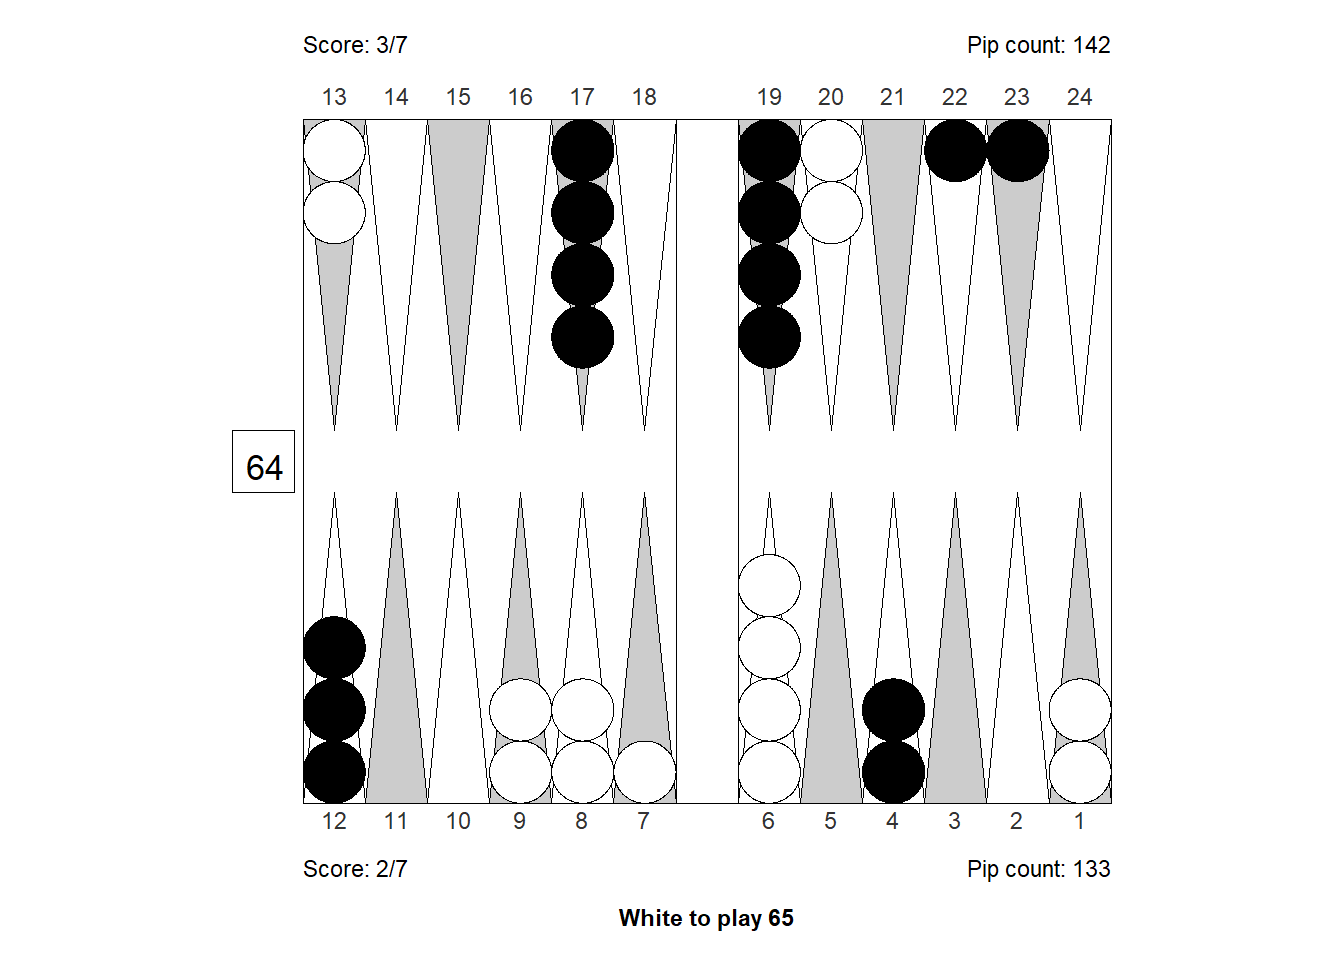 Score: 3/7 Pip count: 142
13 14 15 16 17 18 19 20 21 22 23 24
64
12 11 10 9 8 7 6 5 4 3 2 1
Score: 2/7 Pip count: 133
White to play 65